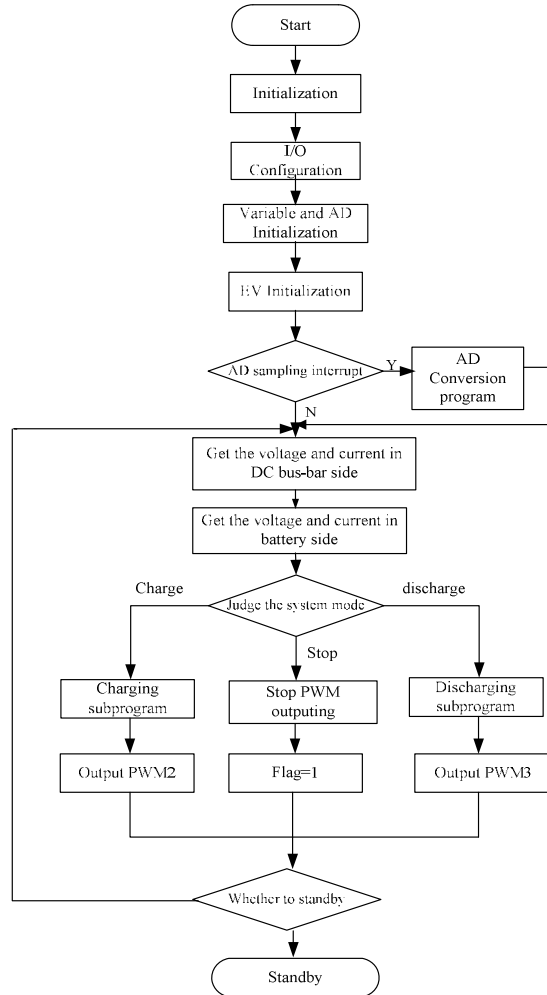 Start
Initialization
I/O
Configuration
Variable and AD
Initialization
EV Initialization
AD sampling interrupt
Y
AD
Conversion
program
N
Get the voltage and current in
DC bus-bar side
Get the voltage and current in
battery side
Charge
Judge the system mode
discharge
Stop
Charging
subprogram
Stop PWM
outputing
Discharging
subprogram
Output PWM2
Flag=1
Output PWM3
Whether to standby
Standby